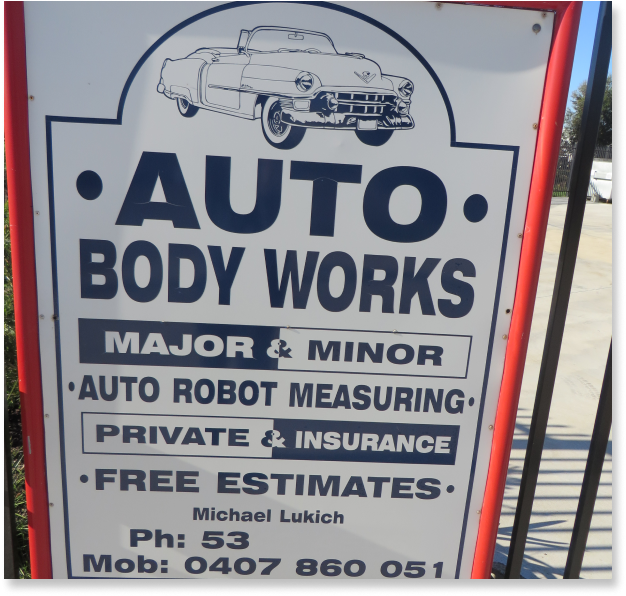 • AUTO •
BODY WORKS
MAJOR & MINOR
•AUTO ROBOT MEASURING•
PRIVATE & INSURANCE
•FREE ESTIMATES•
Michael Lukich
Ph: 53
Mob: 0407 860 051